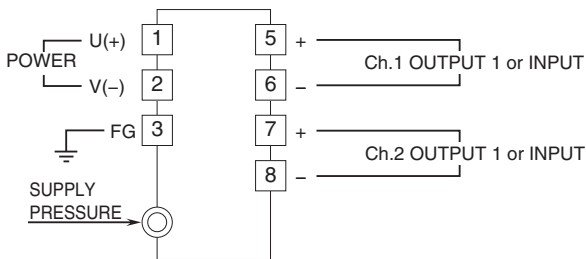 U(+) 1
POWER
V(−) 2
FG 3
SUPPLY
PRESSURE
5 +
Ch.1 OUTPUT 1 or INPUT
6 −
7 +
Ch.2 OUTPUT 1 or INPUT
8 −